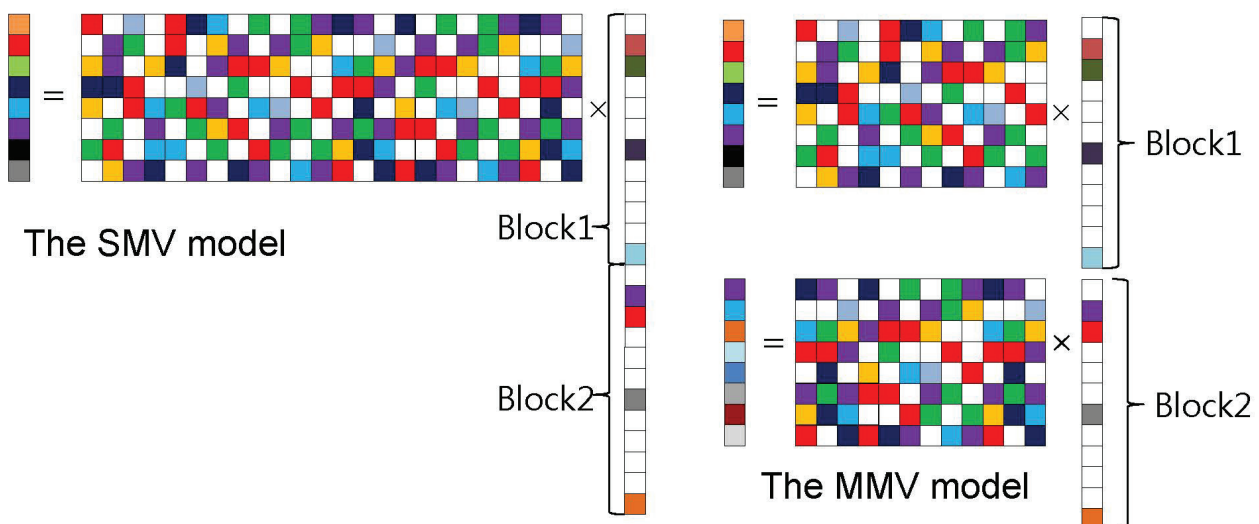 = ×
Block1
The SMV model
Block2
= ×
Block1
= ×
Block2
The MMV model